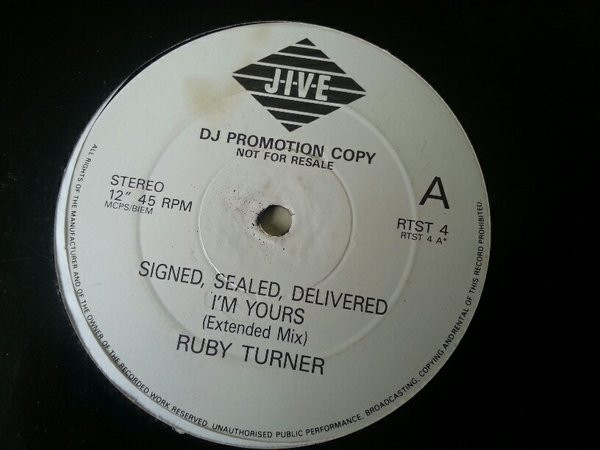 J·I·V·E
DJ PROMOTION COPY
NOT FOR RESALE
STEREO
12" 45 RPM
MCPS/BIEM
A
RTST 4
RTST 4 A*
SIGNED, SEALED, DELIVERED
I'M YOURS
(Extended Mix)
RUBY TURNER
ALL RIGHTS OF THE MANUFACTURER AND OF THE OWNER OF THE RECORDED WORK RESERVED. UNAUTHORISED PUBLIC PERFORMANCE, BROADCASTING, COPYING AND RENTAL OF THIS RECORD PROHIBITED.